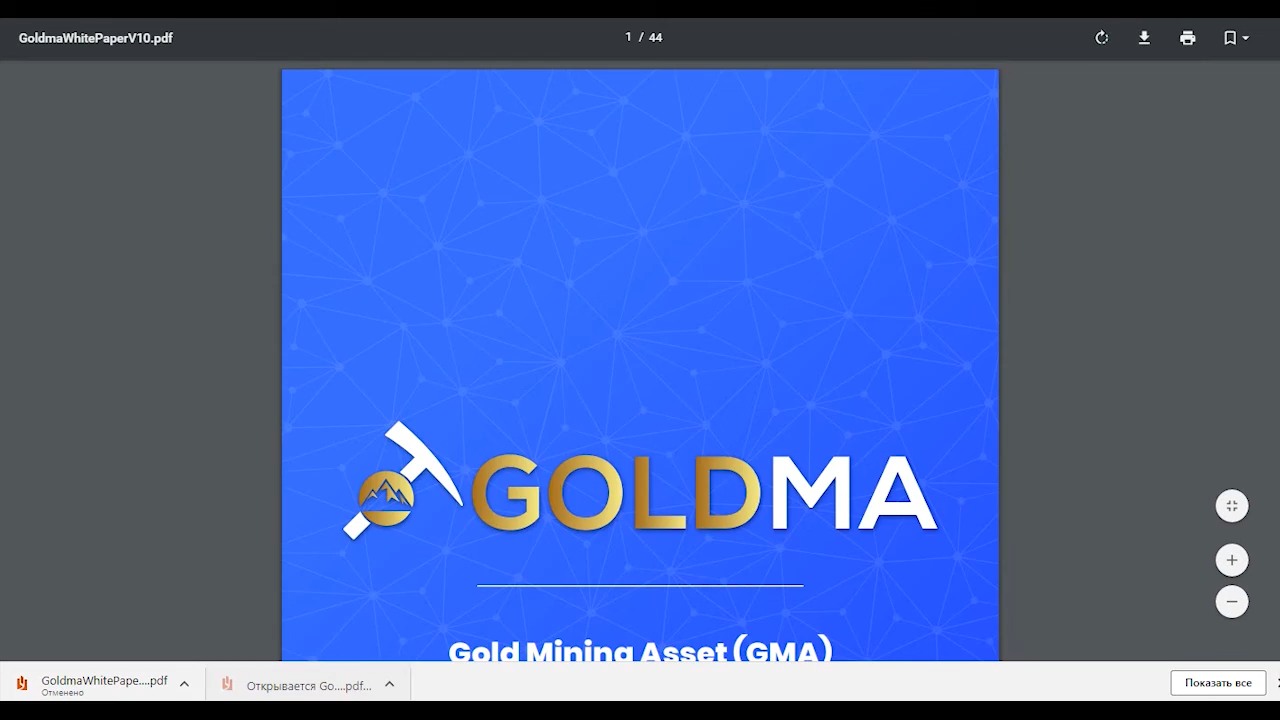 GoldmaWhitePaperV10.pdf
1 / 44
GOLDMA
Gold Mining Asset (GMA)
GoldmaWhitePape....pdf
Отменено
Открывается Go....pdf...
Показать все